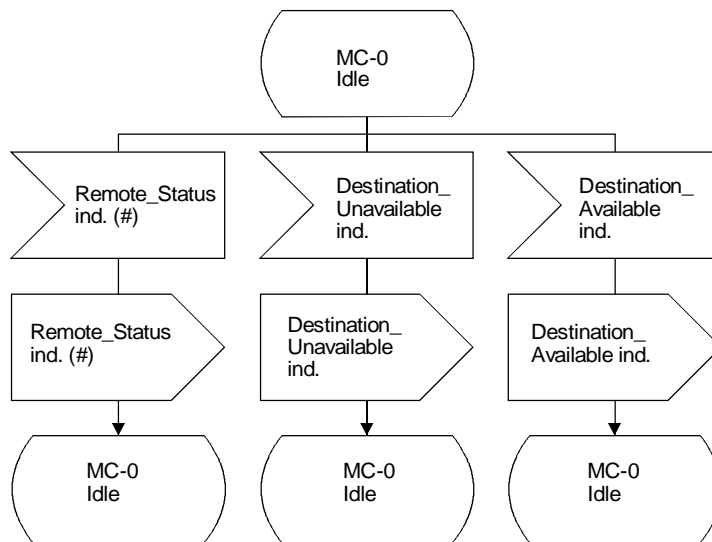 MC-0
Idle
Remote_Status
ind. (#)
Destination_
Unavailable
ind.
Destination_
Available
ind.
Remote_Status
ind. (#)
Destination_
Unavailable
ind.
Destination_
Available ind.
MC-0
Idle
MC-0
Idle
MC-0
Idle